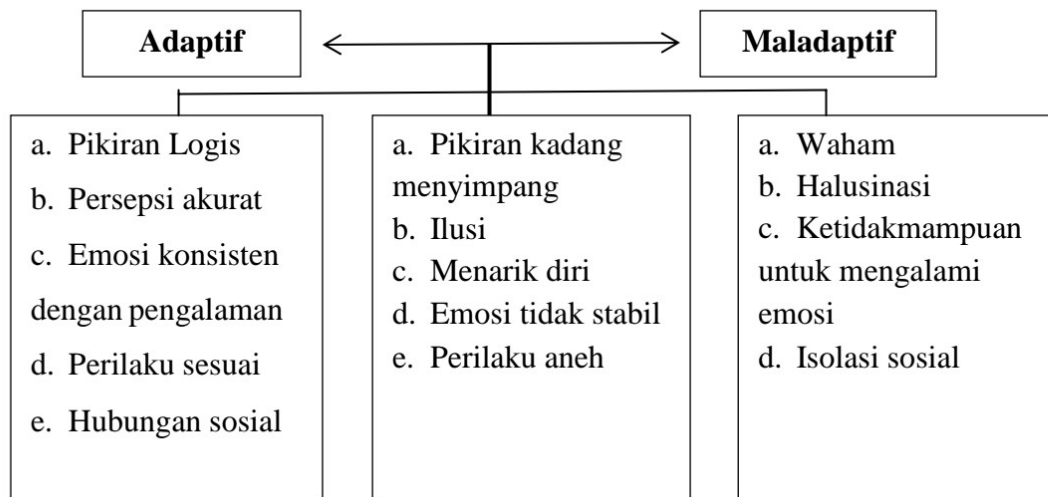 Adaptif
Maladaptif
a. Pikiran Logis
b. Persepsi akurat
c. Emosi konsisten
dengan pengalaman
d. Perilaku sesuai
e. Hubungan sosial
a. Pikiran kadang
menyimpang
b. Ilusi
c. Menarik diri
d. Emosi tidak stabil
e. Perilaku aneh
a. Waham
b. Halusinasi
c. Ketidakmampuan
untuk mengalami
emosi
d. Isolasi sosial